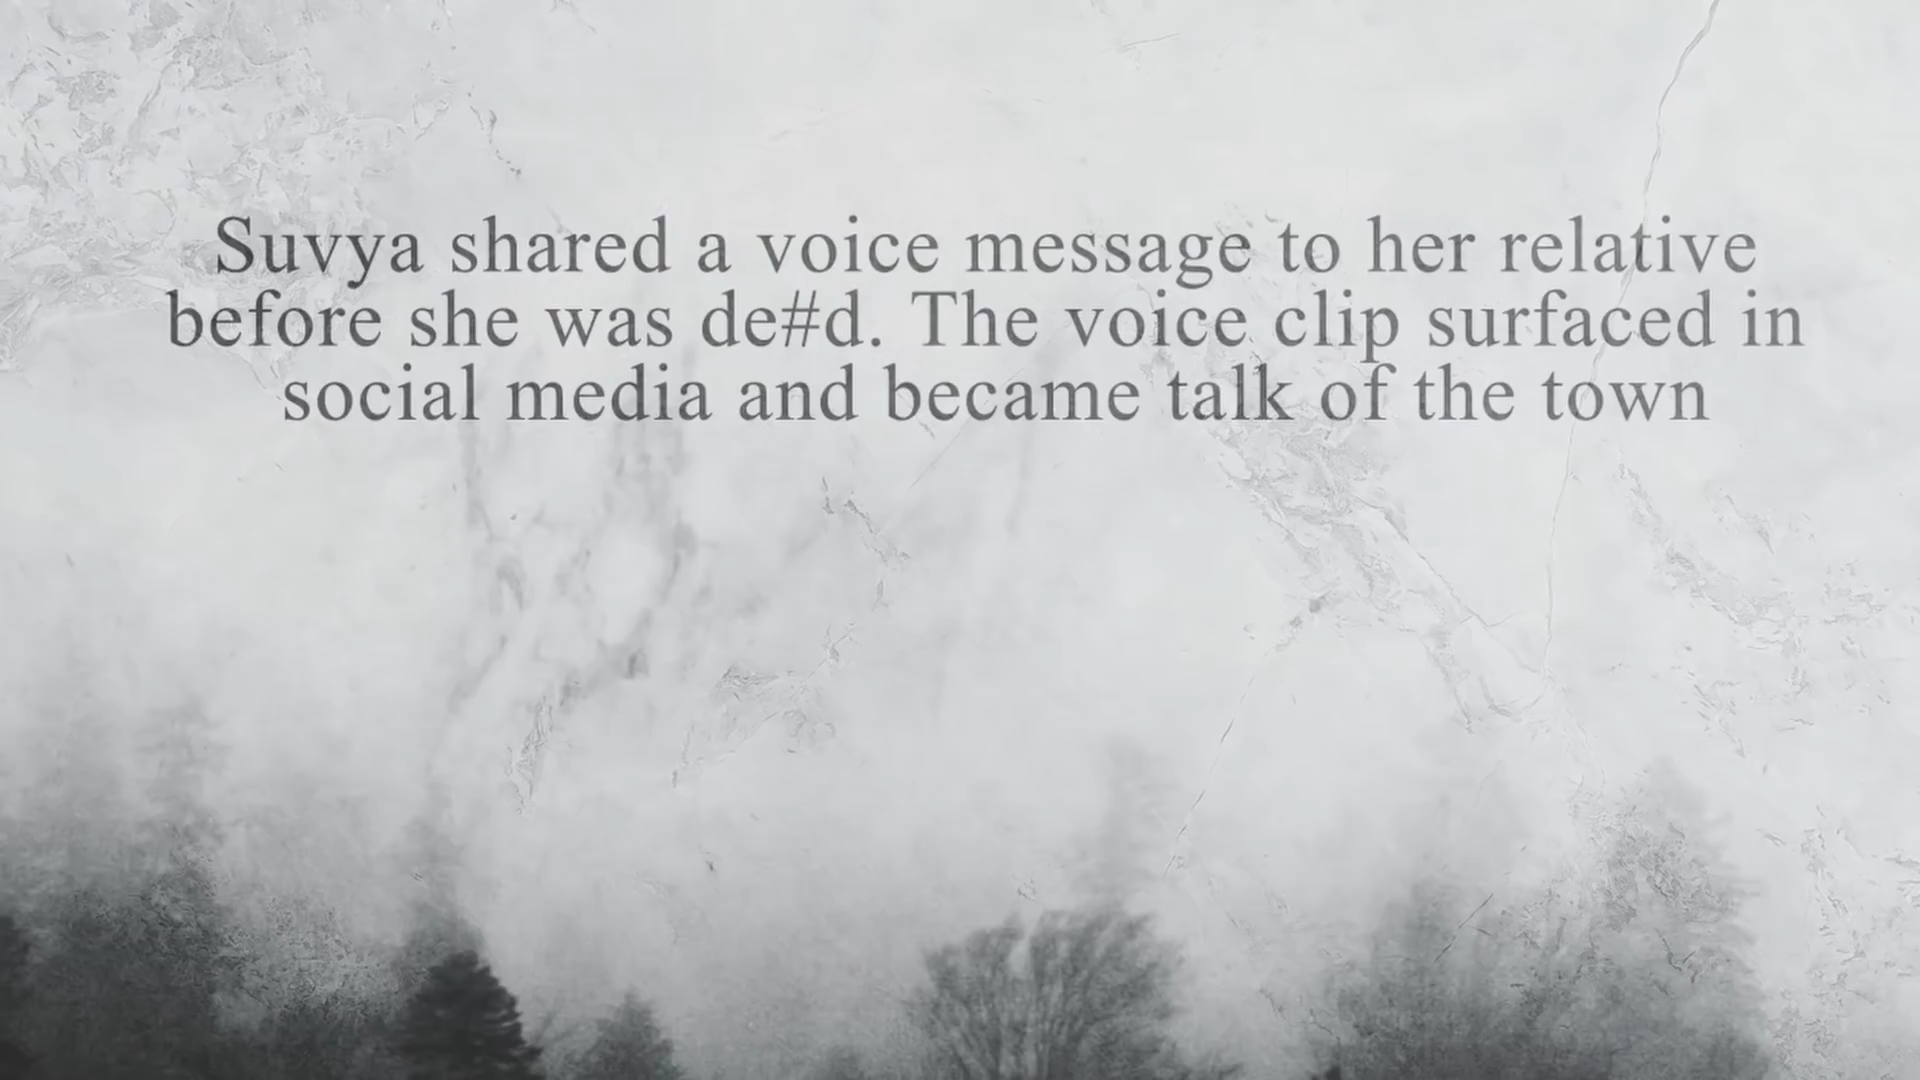 Suvya shared a voice message to her relative
before she was de#d. The voice clip surfaced in
social media and became talk of the town